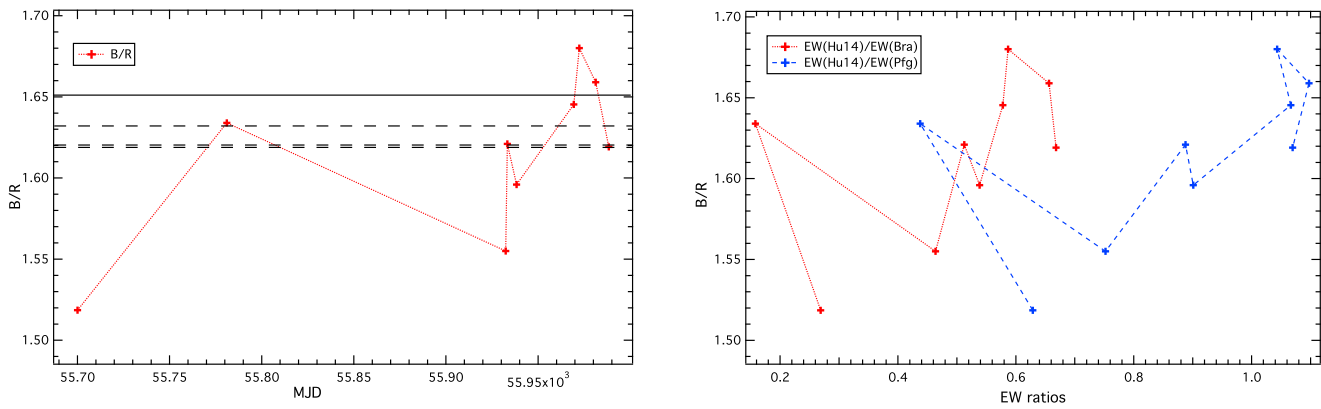 1.70
1.65
1.60
1.55
1.50
B/R
B/R
55.70
55.75
55.80
55.85
55.90
55.95x10³
MJD
1.70
1.65
1.60
1.55
1.50
B/R
EW(Hu14)/EW(Bra)
EW(Hu14)/EW(Pfg)
0.2
0.4
0.6
0.8
1.0
EW ratios